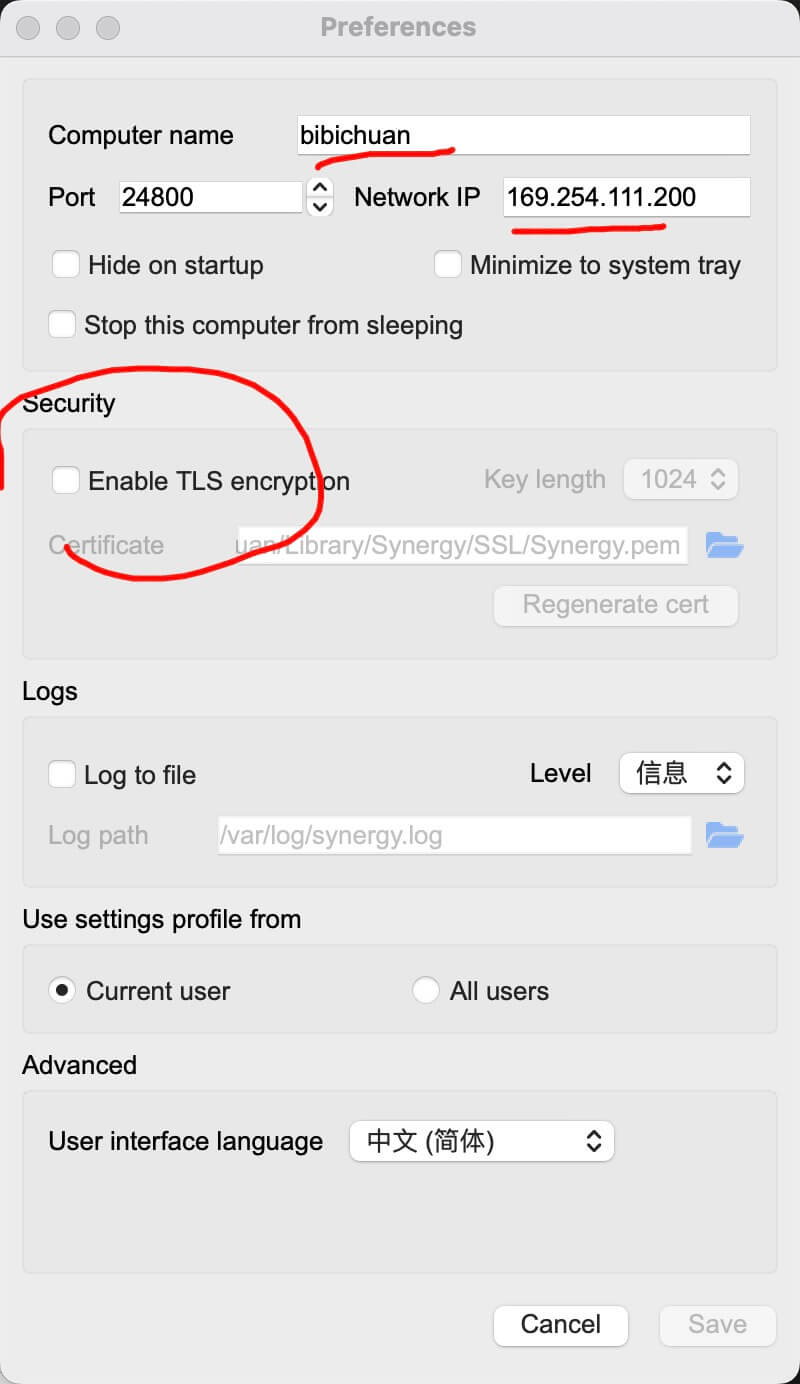 Preferences
Computer name bibichuan
Port 24800 Network IP 169.254.111.200
Hide on startup Minimize to system tray
Stop this computer from sleeping
Security
Enable TLS encryption Key length 1024
Certificate uan/Library/Synergy/SSL/Synergy.pem
Regenerate cert
Logs
Log to file Level 信息
Log path /var/log/synergy.log
Use settings profile from
Current user All users
Advanced
User interface language 中文 (简体)
Cancel Save